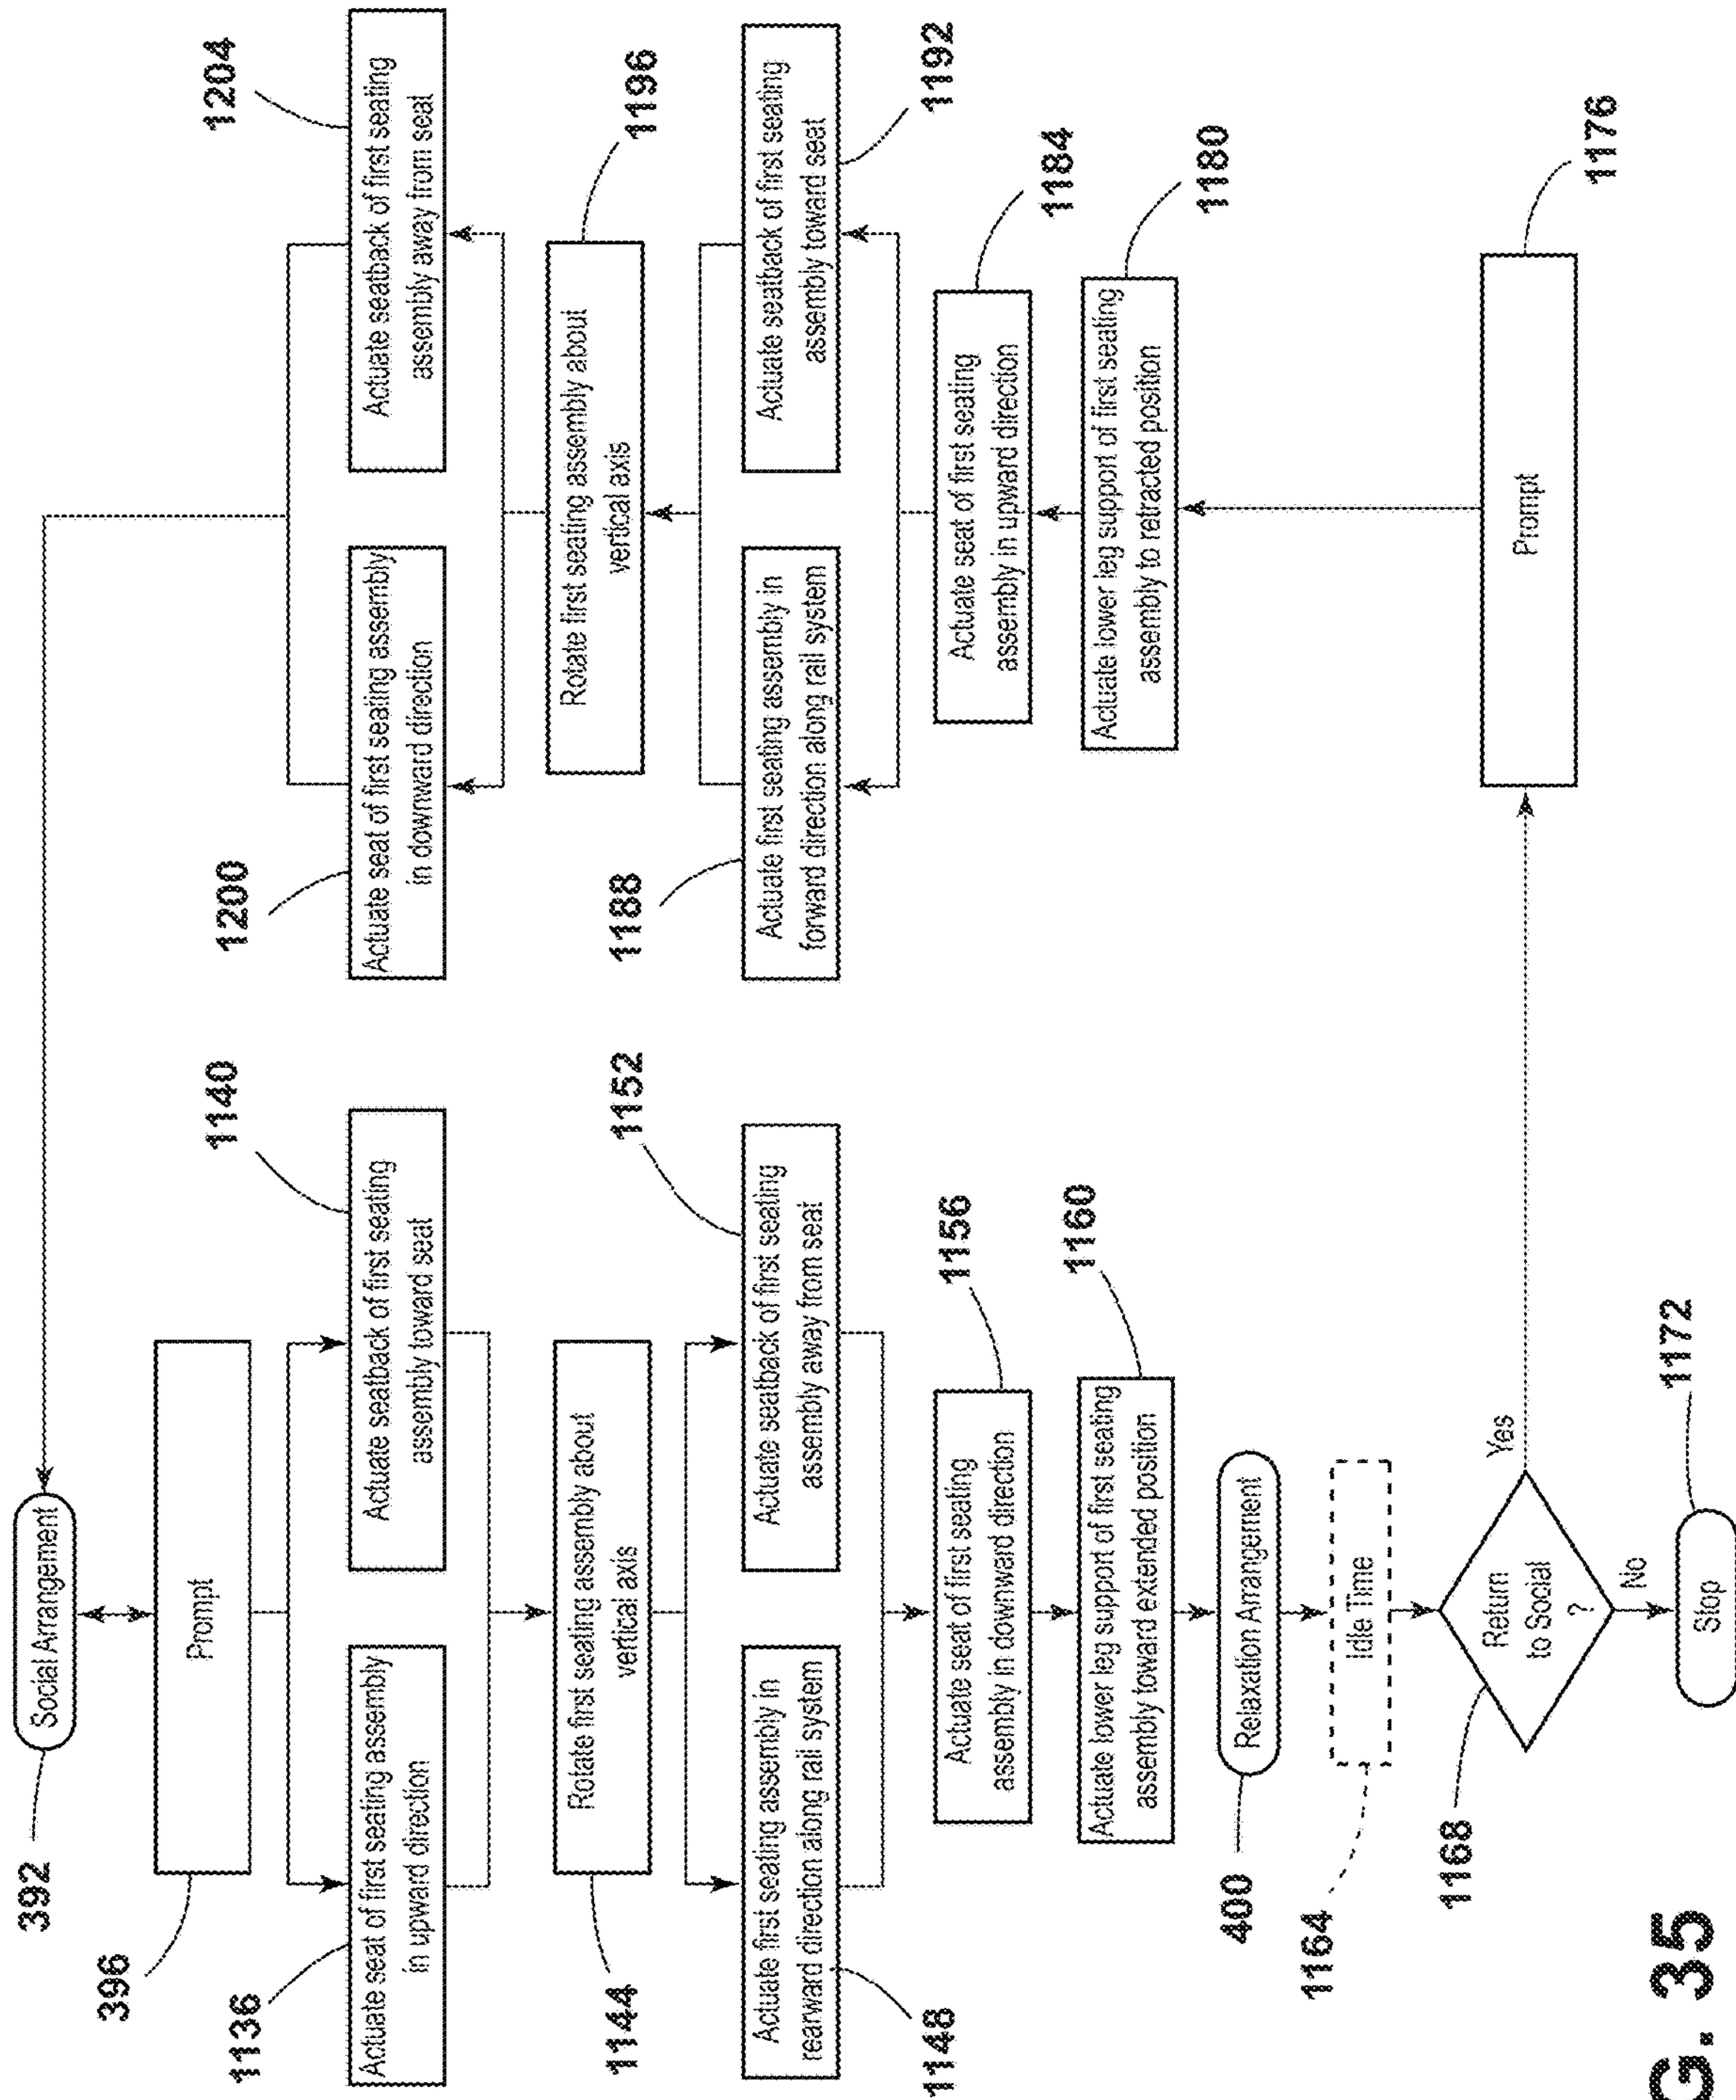 392
Social Arrangement
396
Prompt
1136
Actuate seat of first seating assembly
in upward direction
1140
Actuate seatback of first seating
assembly toward seat
1144
Rotate first seating assembly about
vertical axis
1148
Actuate first seating assembly in
rearward direction along rail system
1152
Actuate seatback of first seating
assembly away from seat
1156
Actuate seat of first seating
assembly in downward direction
1160
Actuate lower leg support of first seating
assembly toward extended position
400
Relaxation Arrangement
1164
Idle Time
1168
Return
to Social
?
Yes
No
1172
Stop
1176
Prompt
1180
Actuate lower leg support of first seating
assembly to retracted position
1184
Actuate seat of first seating
assembly in upward direction
1188
Actuate first seating assembly in
forward direction along rail system
1192
Actuate seatback of first seating
assembly toward seat
1196
Rotate first seating assembly about
vertical axis
1200
Actuate seat of first seating assembly
in downward direction
1204
Actuate seatback of first seating
assembly away from seat
G. 35